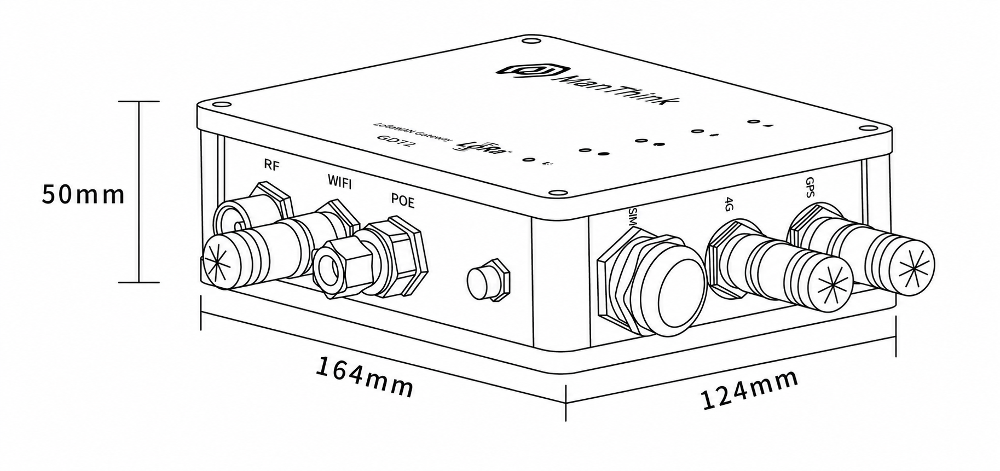 ManThink
LoRaWAN Gateway
GD72
LoRa
RF
WIFI
POE
SIM
4G
GPS
50mm
164mm
124mm